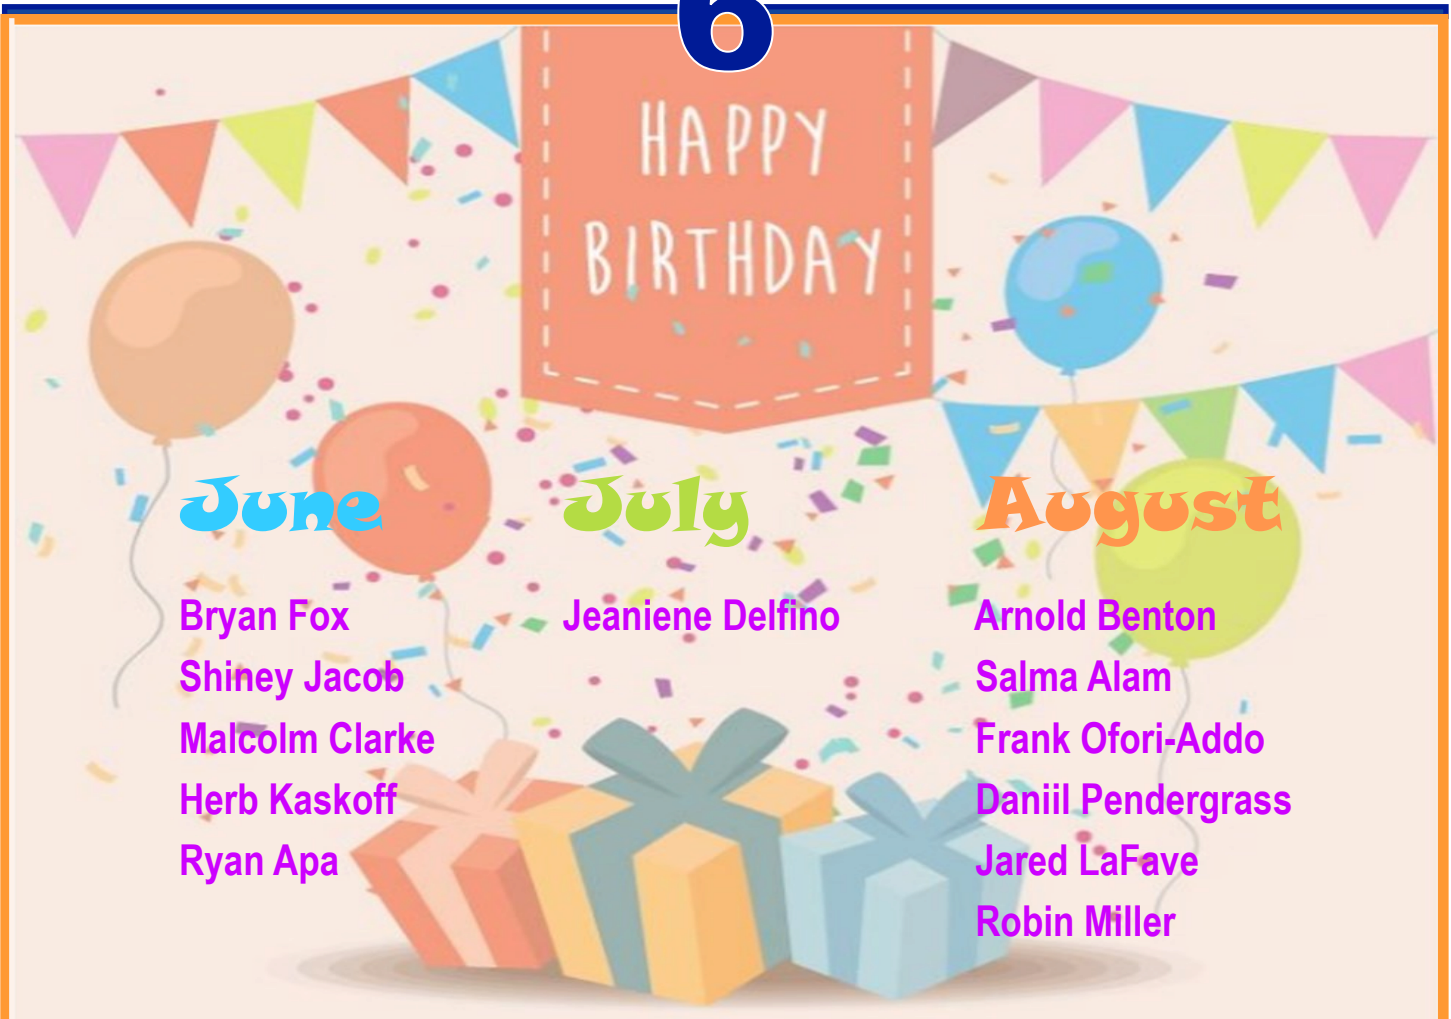 6
HAPPY
BIRTHDAY
June
Bryan Fox
Shiney Jacob
Malcolm Clarke
Herb Kaskoff
Ryan Apa
July
Jeaniene Delfino
August
Arnold Benton
Salma Alam
Frank Ofori-Addo
Daniil Pendergrass
Jared LaFave
Robin Miller